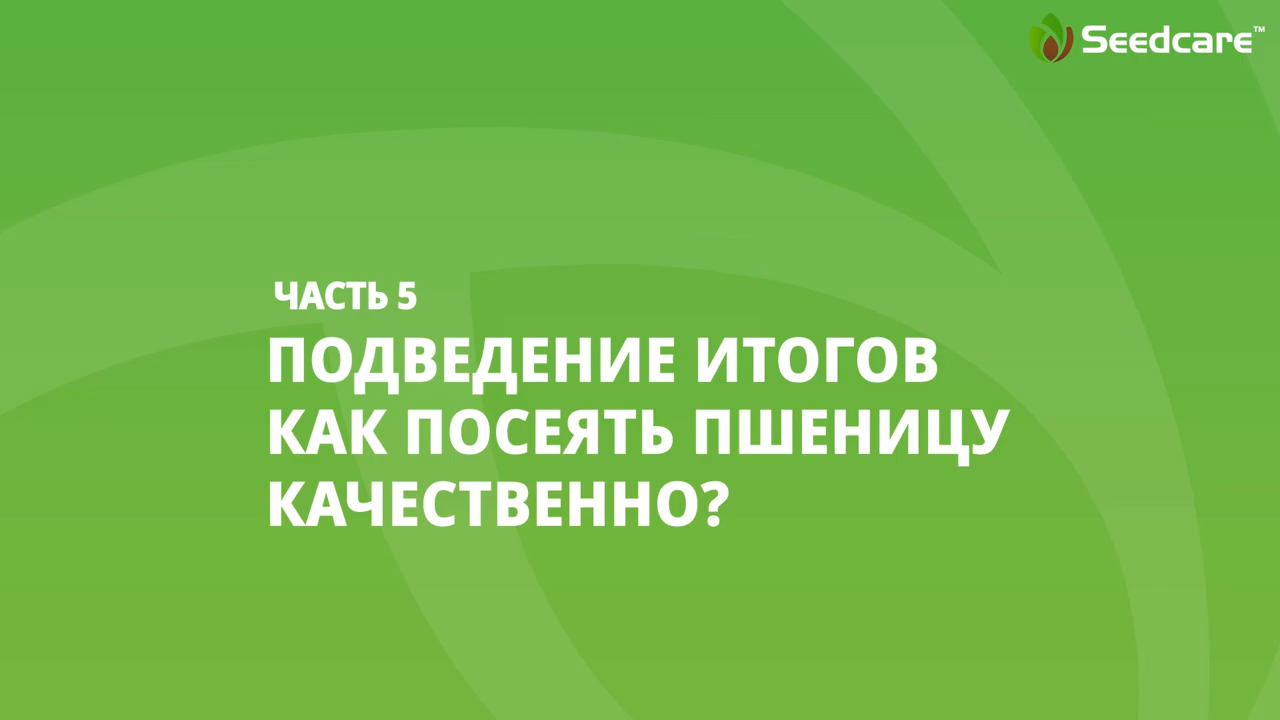 Seedcare™
ЧАСТЬ 5
ПОДВЕДЕНИЕ ИТОГОВ
КАК ПОСЕЯТЬ ПШЕНИЦУ
КАЧЕСТВЕННО?